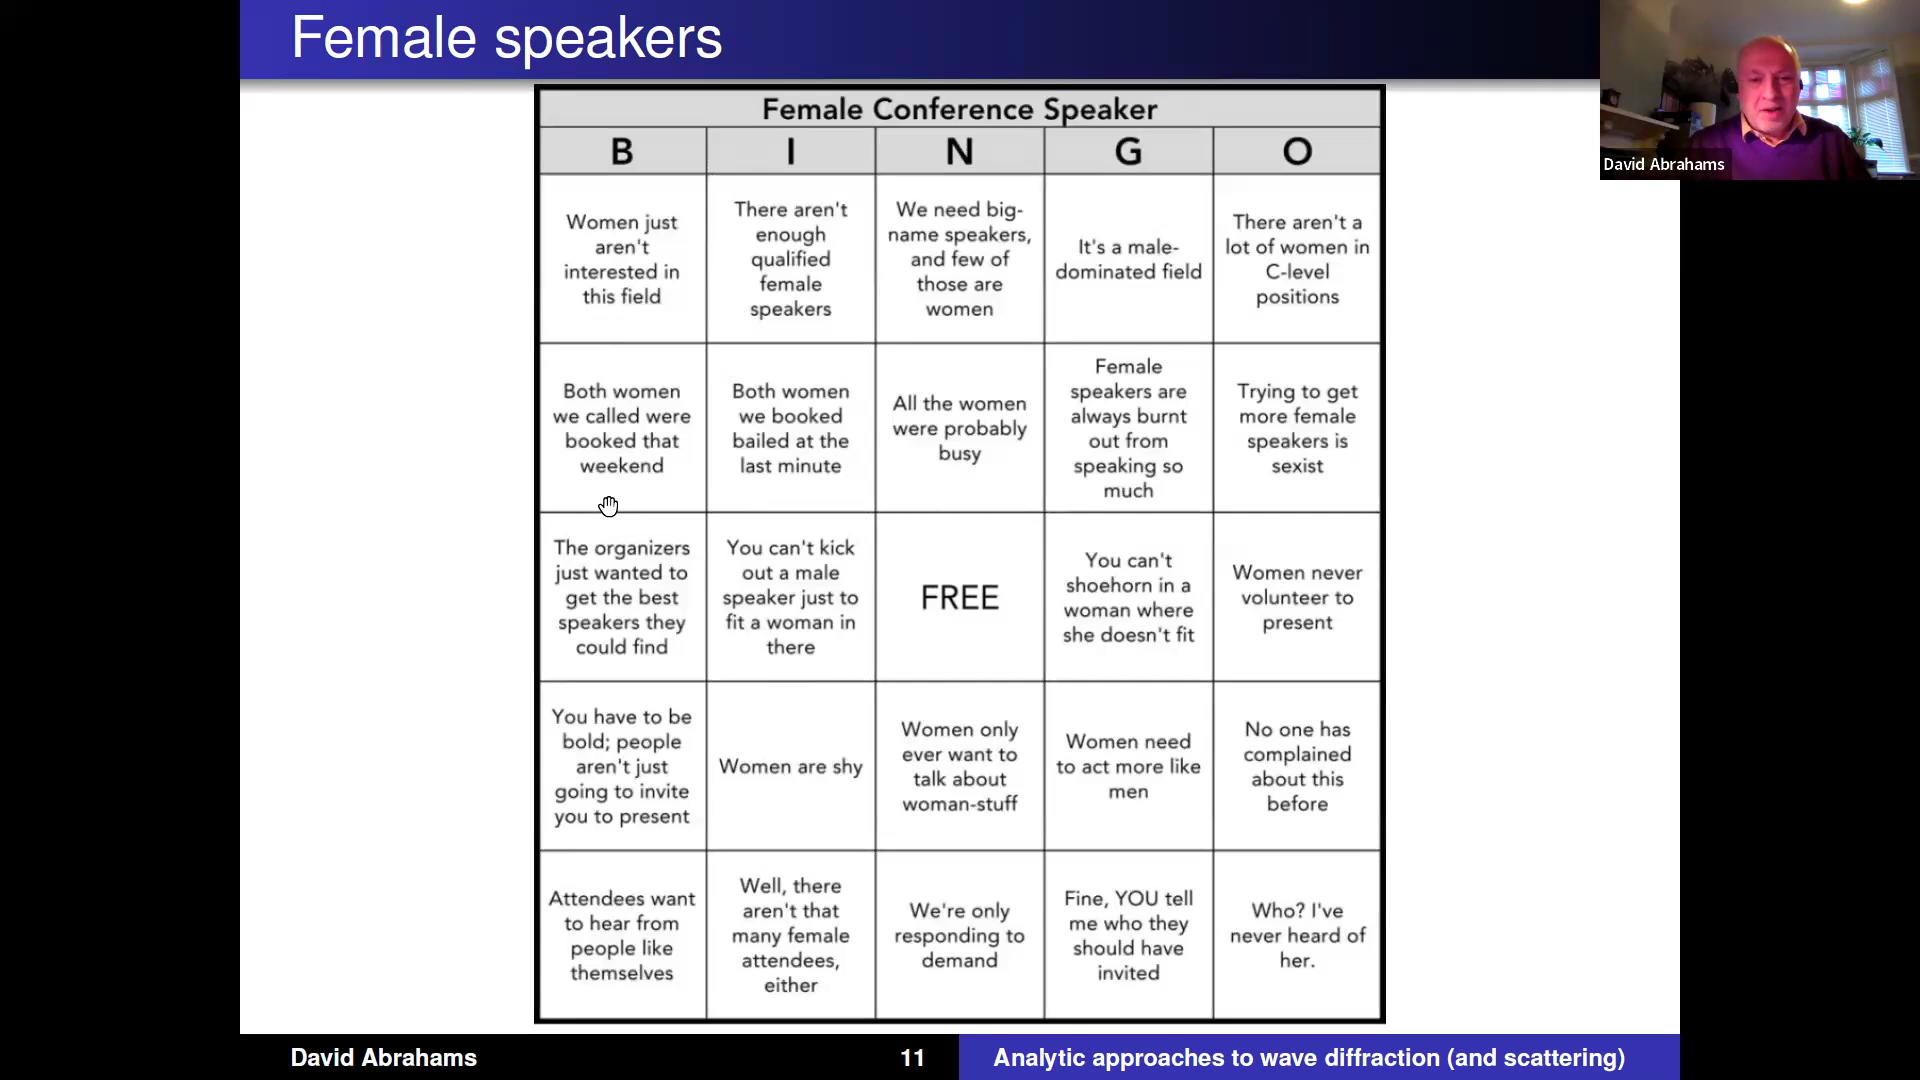 Female speakers
David Abrahams
Female Conference Speaker
B I N G O
Women just
aren't
interested in
this field
There aren't
enough
qualified
female
speakers
We need big-
name speakers,
and few of
those are
women
It's a male-
dominated field
There aren't a
lot of women in
C-level
positions
Both women
we called were
booked that
weekend
Both women
we booked
bailed at the
last minute
All the women
were probably
busy
Female
speakers are
always burnt
out from
speaking so
much
Trying to get
more female
speakers is
sexist
The organizers
just wanted to
get the best
speakers they
could find
You can't kick
out a male
speaker just to
fit a woman in
there
FREE
You can't
shoehorn in a
woman where
she doesn't fit
Women never
volunteer to
present
You have to be
bold; people
aren't just
going to invite
you to present
Women are shy
Women only
ever want to
talk about
woman-stuff
Women need
to act more like
men
No one has
complained
about this
before
Attendees want
to hear from
people like
themselves
Well, there
aren't that
many female
attendees,
either
We're only
responding to
demand
Fine, YOU tell
me who they
should have
invited
Who? I've
never heard of
her.
David Abrahams
11
Analytic approaches to wave diffraction (and scattering)